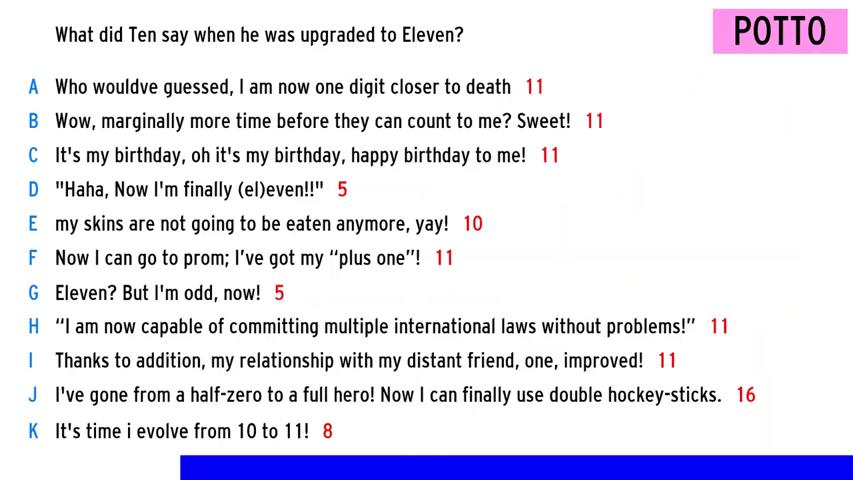 What did Ten say when he was upgraded to Eleven?
POTTO
A Who wouldve guessed, I am now one digit closer to death 11
B Wow, marginally more time before they can count to me? Sweet! 11
C It's my birthday, oh it's my birthday, happy birthday to me! 11
D "Haha, Now I'm finally (el)even!!" 5
E my skins are not going to be eaten anymore, yay! 10
F Now I can go to prom; I've got my “plus one”! 11
G Eleven? But I'm odd, now! 5
H “I am now capable of committing multiple international laws without problems!” 11
I Thanks to addition, my relationship with my distant friend, one, improved! 11
J I've gone from a half-zero to a full hero! Now I can finally use double hockey-sticks. 16
K It's time i evolve from 10 to 11! 8